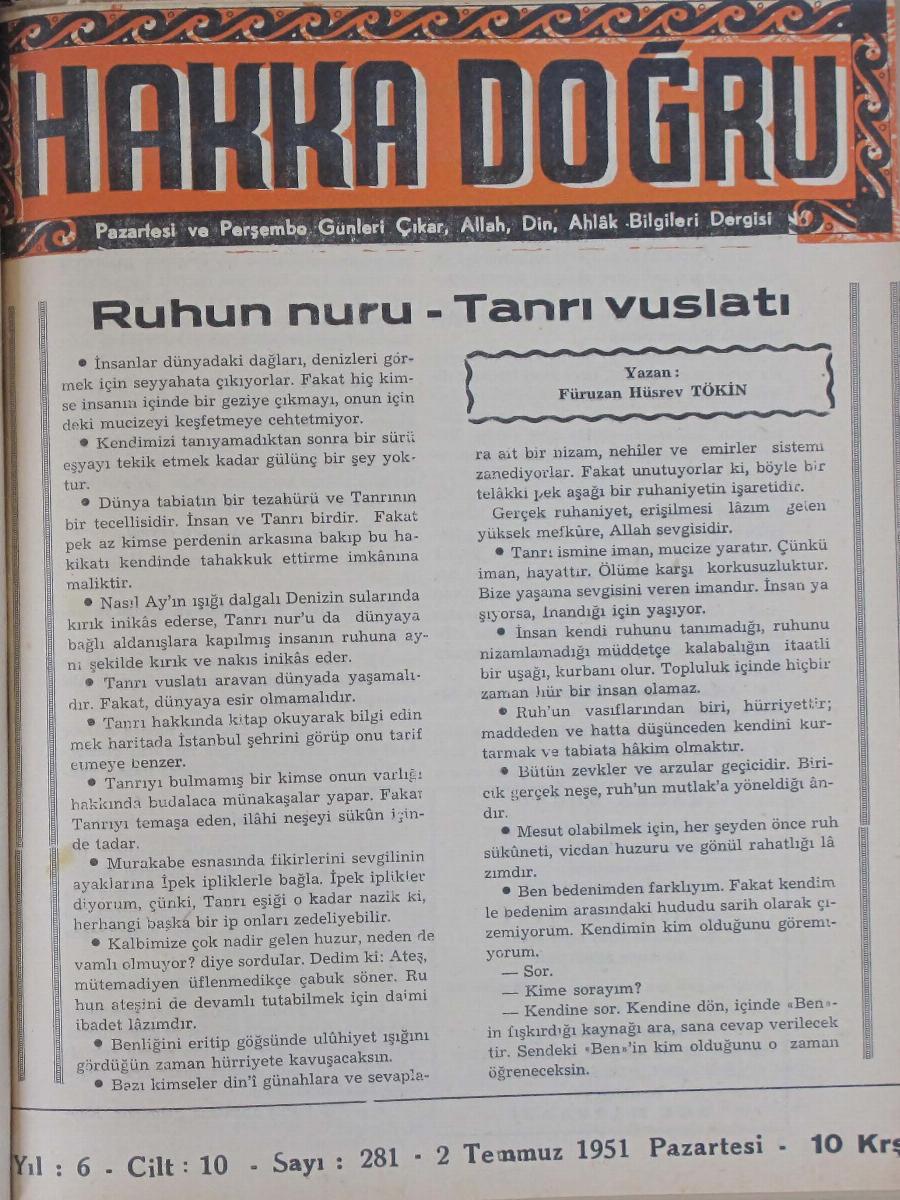 HAKKA DOĞRU
Pazartesi ve Perşembe Günleri Çıkar, Allah, Din, Ahlâk Bilgileri Dergisi
Ruhun nuru - Tanrı vuslatı
• İnsanlar dünyadaki dağları, denizleri gör-
mek için seyyahata çıkıyorlar. Fakat hiç kim-
se insanın içinde bir geziye çıkmayı, onun için
deki mucizeyi keşfetmeye cehtetmiyor.
• Kendimizi tanıyamadıktan sonra bir sürü
eşyayı tekik etmek kadar gülünç bir şey yok-
tur.
• Dünya tabiatın bir tezahürü ve Tanrının
bir tecellisidir. İnsan ve Tanrı birdir. Fakat
pek az kimse perdenin arkasına bakıp bu ha-
kikatı kendinde tahakkuk ettirme imkânına
maliktir.
• Nasıl Ay'ın ışığı dalgalı Denizin sularında
kırık inikâs ederse, Tanrı nur'u da dünyaya
bağlı aldanışlara kapılmış insanın ruhuna ay-
nı şekilde kırık ve nakıs inikâs eder.
• Tanrı vuslatı aravan dünyada yaşamalı-
dır. Fakat, dünyaya esir olmamalıdır.
• Tanrı hakkında kitap okuyarak bilgi edin
mek haritada İstanbul şehrini görüp onu tarif
etmeye benzer.
• Tanrıyı bulmamış bir kimse onun varlığı
hakkında budalaca münakaşalar yapar. Fakat
Tanrıyı temaşa eden, ilâhi neşeyi sükûn için-
de tadar.
• Murakabe esnasında fikirlerini sevgilinin
ayaklarına İpek ipliklerle bağla. İpek iplikler
diyorum, çünki, Tanrı eşiği o kadar nazik ki,
herhangi başka bir ip onları zedeliyebilir.
• Kalbimize çok nadir gelen huzur, neden de
vamlı olmuyor? diye sordular. Dedim ki: Ateş,
mütemadiyen üflenmedikçe çabuk söner. Ru
hun ateşini de devamlı tutabilmek için daimi
ibadet lâzımdır.
• Benliğini eritip göğsünde ulûhiyet ışığını
gördüğün zaman hürriyete kavuşacaksın.
• Bazı kimseler din'î günahlara ve sevapla-
Yazan :
Füruzan Hüsrev TÖKİN
ra ait bir nizam, nehiler ve emirler sistemi
zanediyorlar. Fakat unutuyorlar ki, böyle bir
telâkki pek aşağı bir ruhaniyetin işaretidir.
Gerçek ruhaniyet, erişilmesi lâzım gelen
yüksek mefkûre, Allah sevgisidir.
• Tanrı ismine iman, mucize yaratır. Çünkü
iman, hayattır. Ölüme karşı korkusuzluktur.
Bize yaşama sevgisini veren imandır. İnsan ya
şıyorsa, İnandığı için yaşıyor.
• İnsan kendi ruhunu tanımadığı, ruhunu
nizamlamadığı müddetçe kalabalığın itaatli
bir uşağı, kurbanı olur. Topluluk içinde hiçbir
zaman hür bir insan olamaz.
• Ruh'un vasıflarından biri, hürriyettir;
maddeden ve hatta düşünceden kendini kur-
tarmak ve tabiata hâkim olmaktır.
• Bütün zevkler ve arzular geçicidir. Biri-
cik gerçek neşe, ruh'un mutlak'a yöneldiği ân-
dır.
• Mesut olabilmek için, her şeyden önce ruh
sükûneti, vicdan huzuru ve gönül rahatlığı lâ
zımdır.
• Ben bedenimden farklıyım. Fakat kendim
le bedenim arasındaki hududu sarih olarak çi-
zemiyorum. Kendimin kim olduğunu göremi-
yorum.
— Sor.
— Kime sorayım?
— Kendine sor. Kendine dön, içinde «Ben»-
in fışkırdığı kaynağı ara, sana cevap verilecek
tir. Sendeki «Ben»'in kim olduğunu o zaman
öğreneceksin.
Yıl : 6 - Cilt : 10 - Sayı : 281 - 2 Temmuz 1951 Pazartesi - 10 Krş